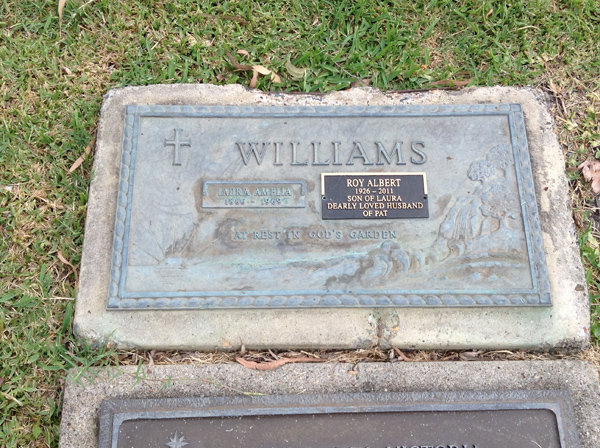 WILLIAMS
LAURA AMELIA
ROY ALBERT
1926 – 2011
SON OF LAURA
DEARLY LOVED HUSBAND
OF PAT
AT REST IN GOD'S GARDEN